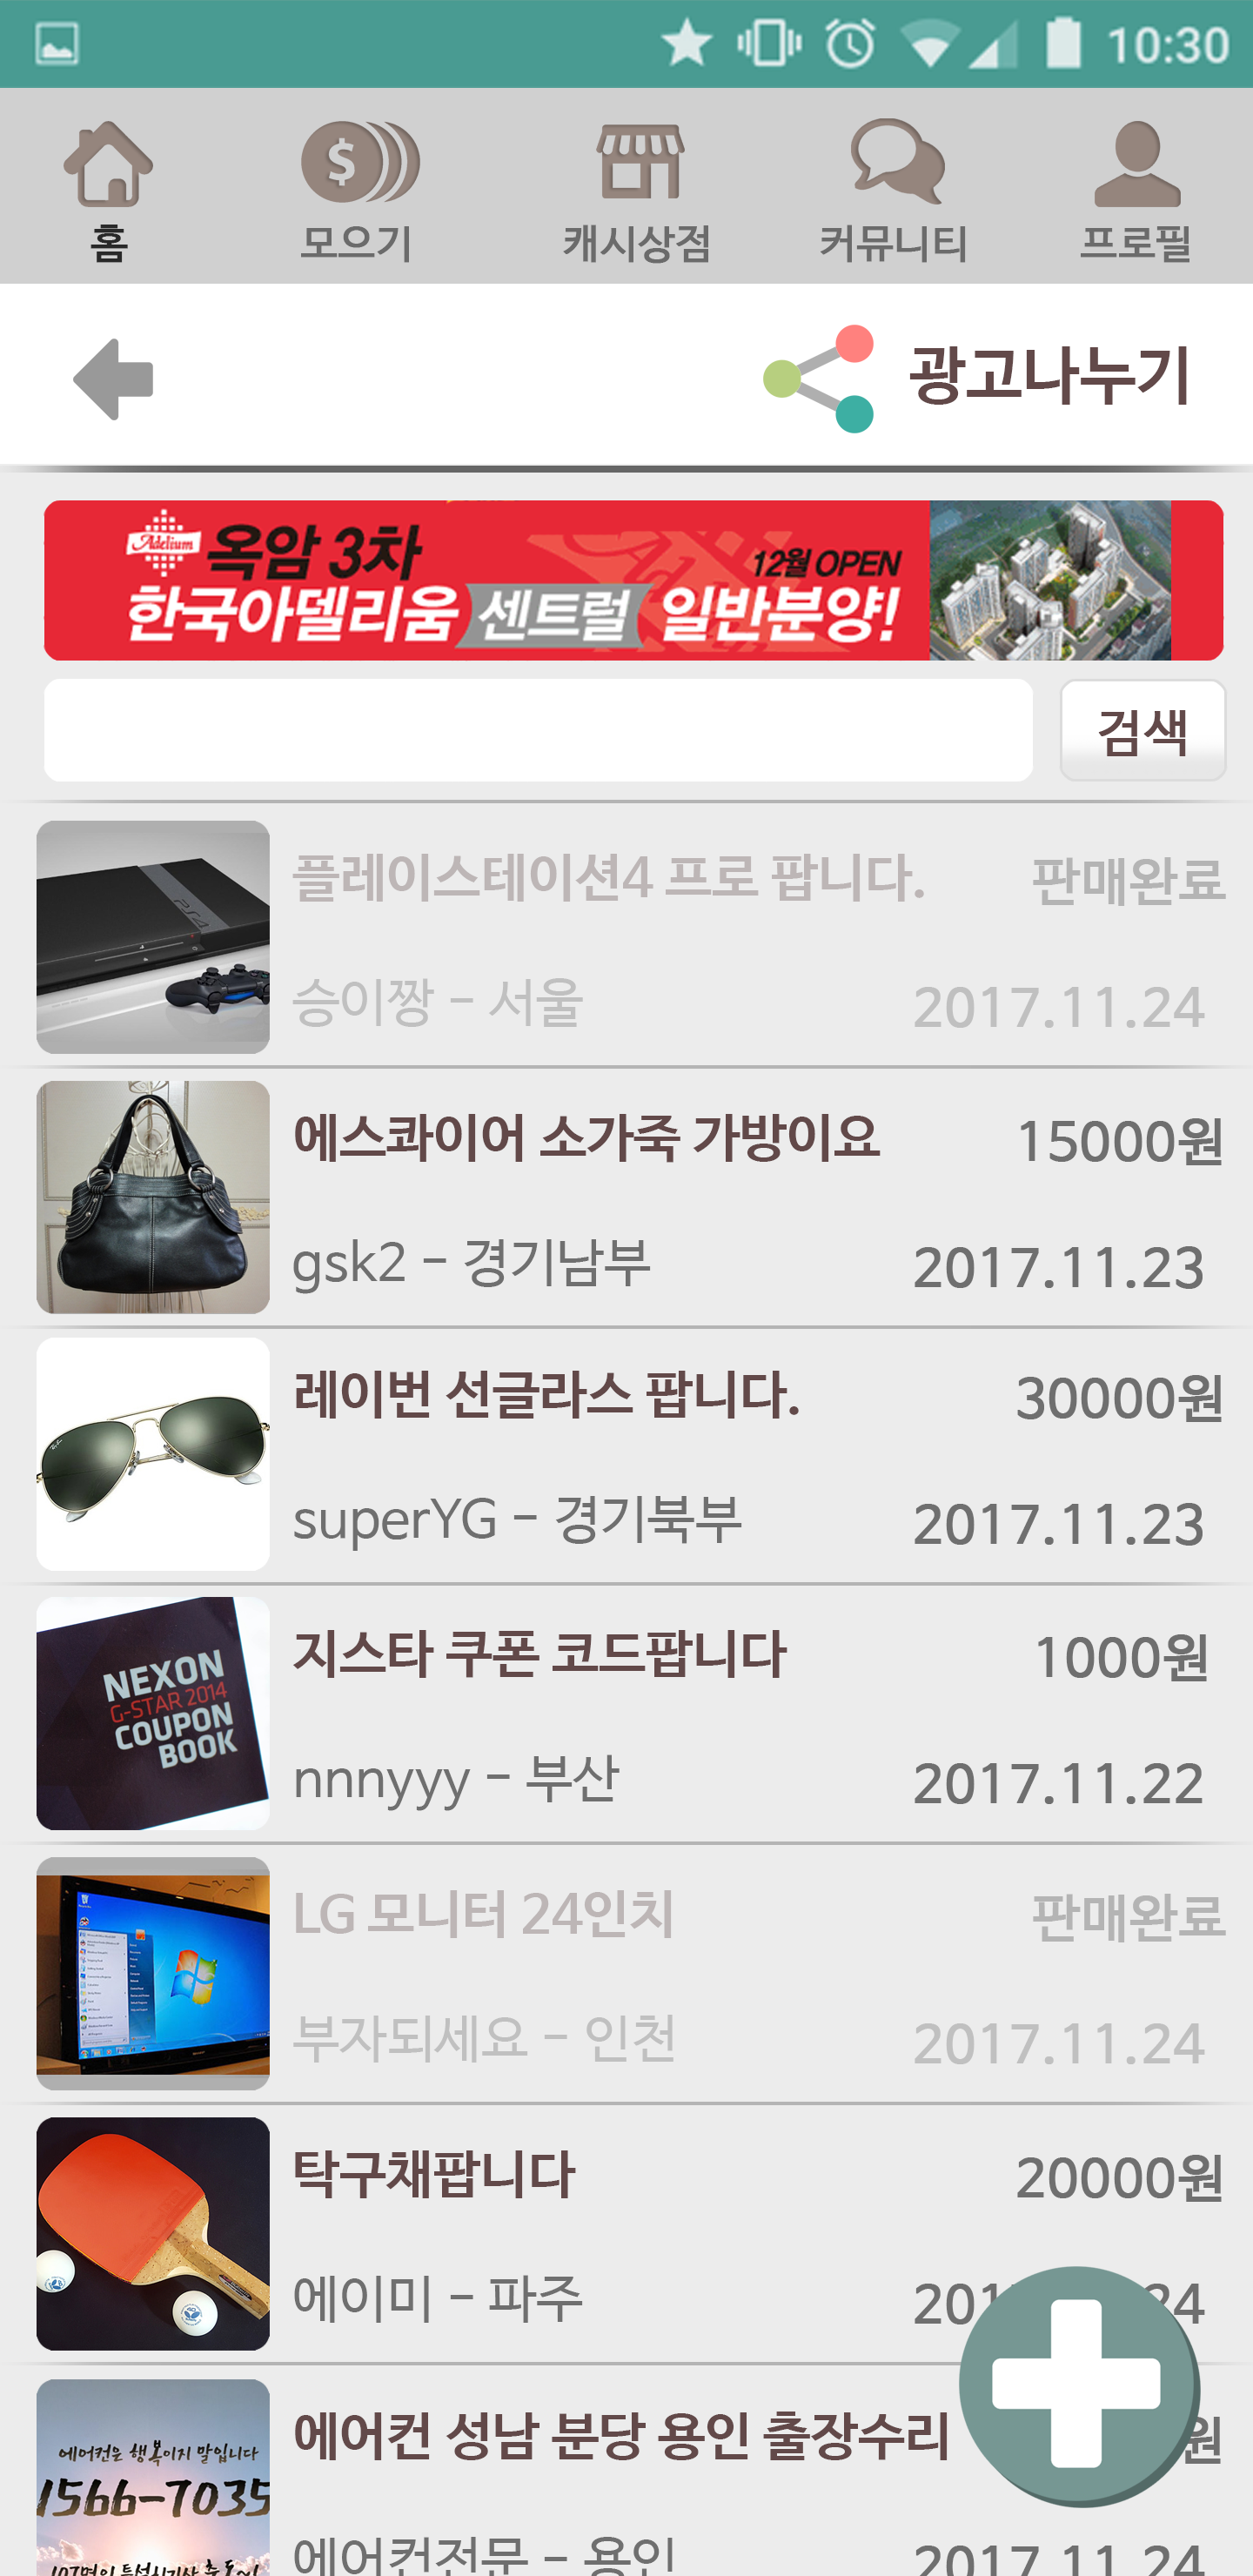 10:30
홈 모으기 캐시상점 커뮤니티 프로필
광고나누기
Adelium 옥암 3차 12월 OPEN
한국아델리움 센트럴 일반분양!
검색
플레이스테이션4 프로 팝니다. 판매완료
PS4
승이짱 - 서울 2017.11.24
에스콰이어 소가죽 가방이요 15000원
gsk2 - 경기남부 2017.11.23
레이번 선글라스 팝니다. 30000원
superYG - 경기북부 2017.11.23
지스타 쿠폰 코드팝니다 1000원
NEXON
G-STAR 2014
COUPON
BOOK
nnnyyy - 부산 2017.11.22
LG 모니터 24인치 판매완료
부자되세요 - 인천 2017.11.24
탁구채팝니다 20000원
에이미 - 파주 201 24
에어컨 성남 분당 용인 출장수리 원
에어컨은 행복이지 말입니다
1566-7035
에어컨전문 - 용인 2017.11.24